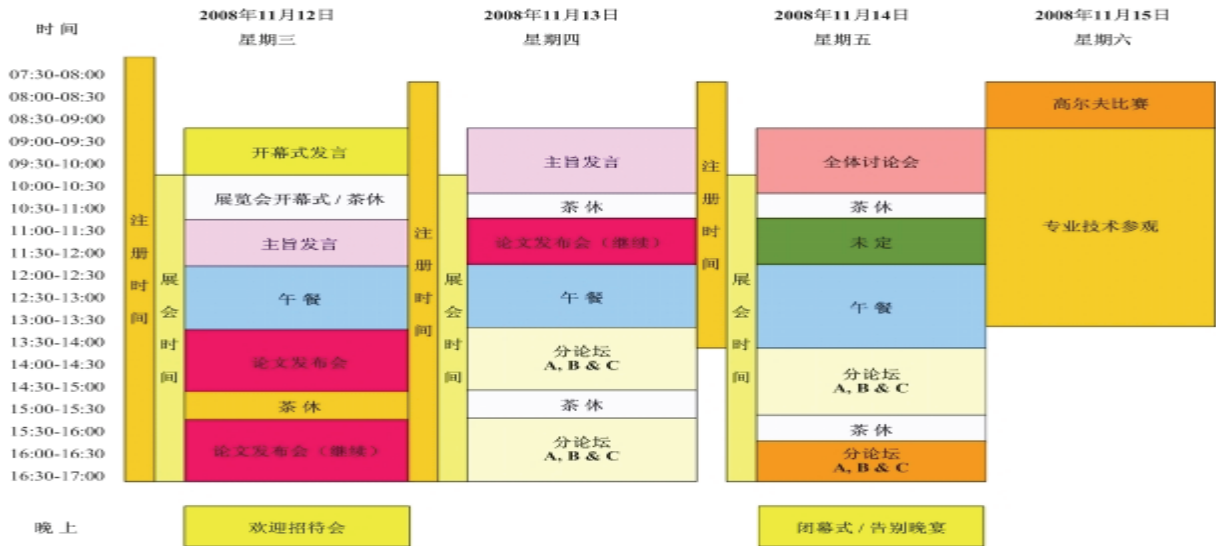 时 间
2008年11月12日
星期三
2008年11月13日
星期四
2008年11月14日
星期五
2008年11月15日
星期六
07:30-08:00
08:00-08:30
08:30-09:00
09:00-09:30
09:30-10:00
10:00-10:30
10:30-11:00
11:00-11:30
11:30-12:00
12:00-12:30
12:30-13:00
13:00-13:30
13:30-14:00
14:00-14:30
14:30-15:00
15:00-15:30
15:30-16:00
16:00-16:30
16:30-17:00
晚 上
注册时间
展会时间
开幕式发言
展览会开幕式 / 茶休
主旨发言
午 餐
论文发布会
茶 休
论文发布会（继续）
欢迎招待会
注册时间
展会时间
主旨发言
茶 休
论文发布会（继续）
午 餐
分论坛
A, B & C
茶 休
分论坛
A, B & C
注册时间
展会时间
全体讨论会
茶 休
未 定
午 餐
分论坛
A, B & C
茶 休
分论坛
A, B & C
闭幕式 / 告别晚宴
高尔夫比赛
专业技术参观